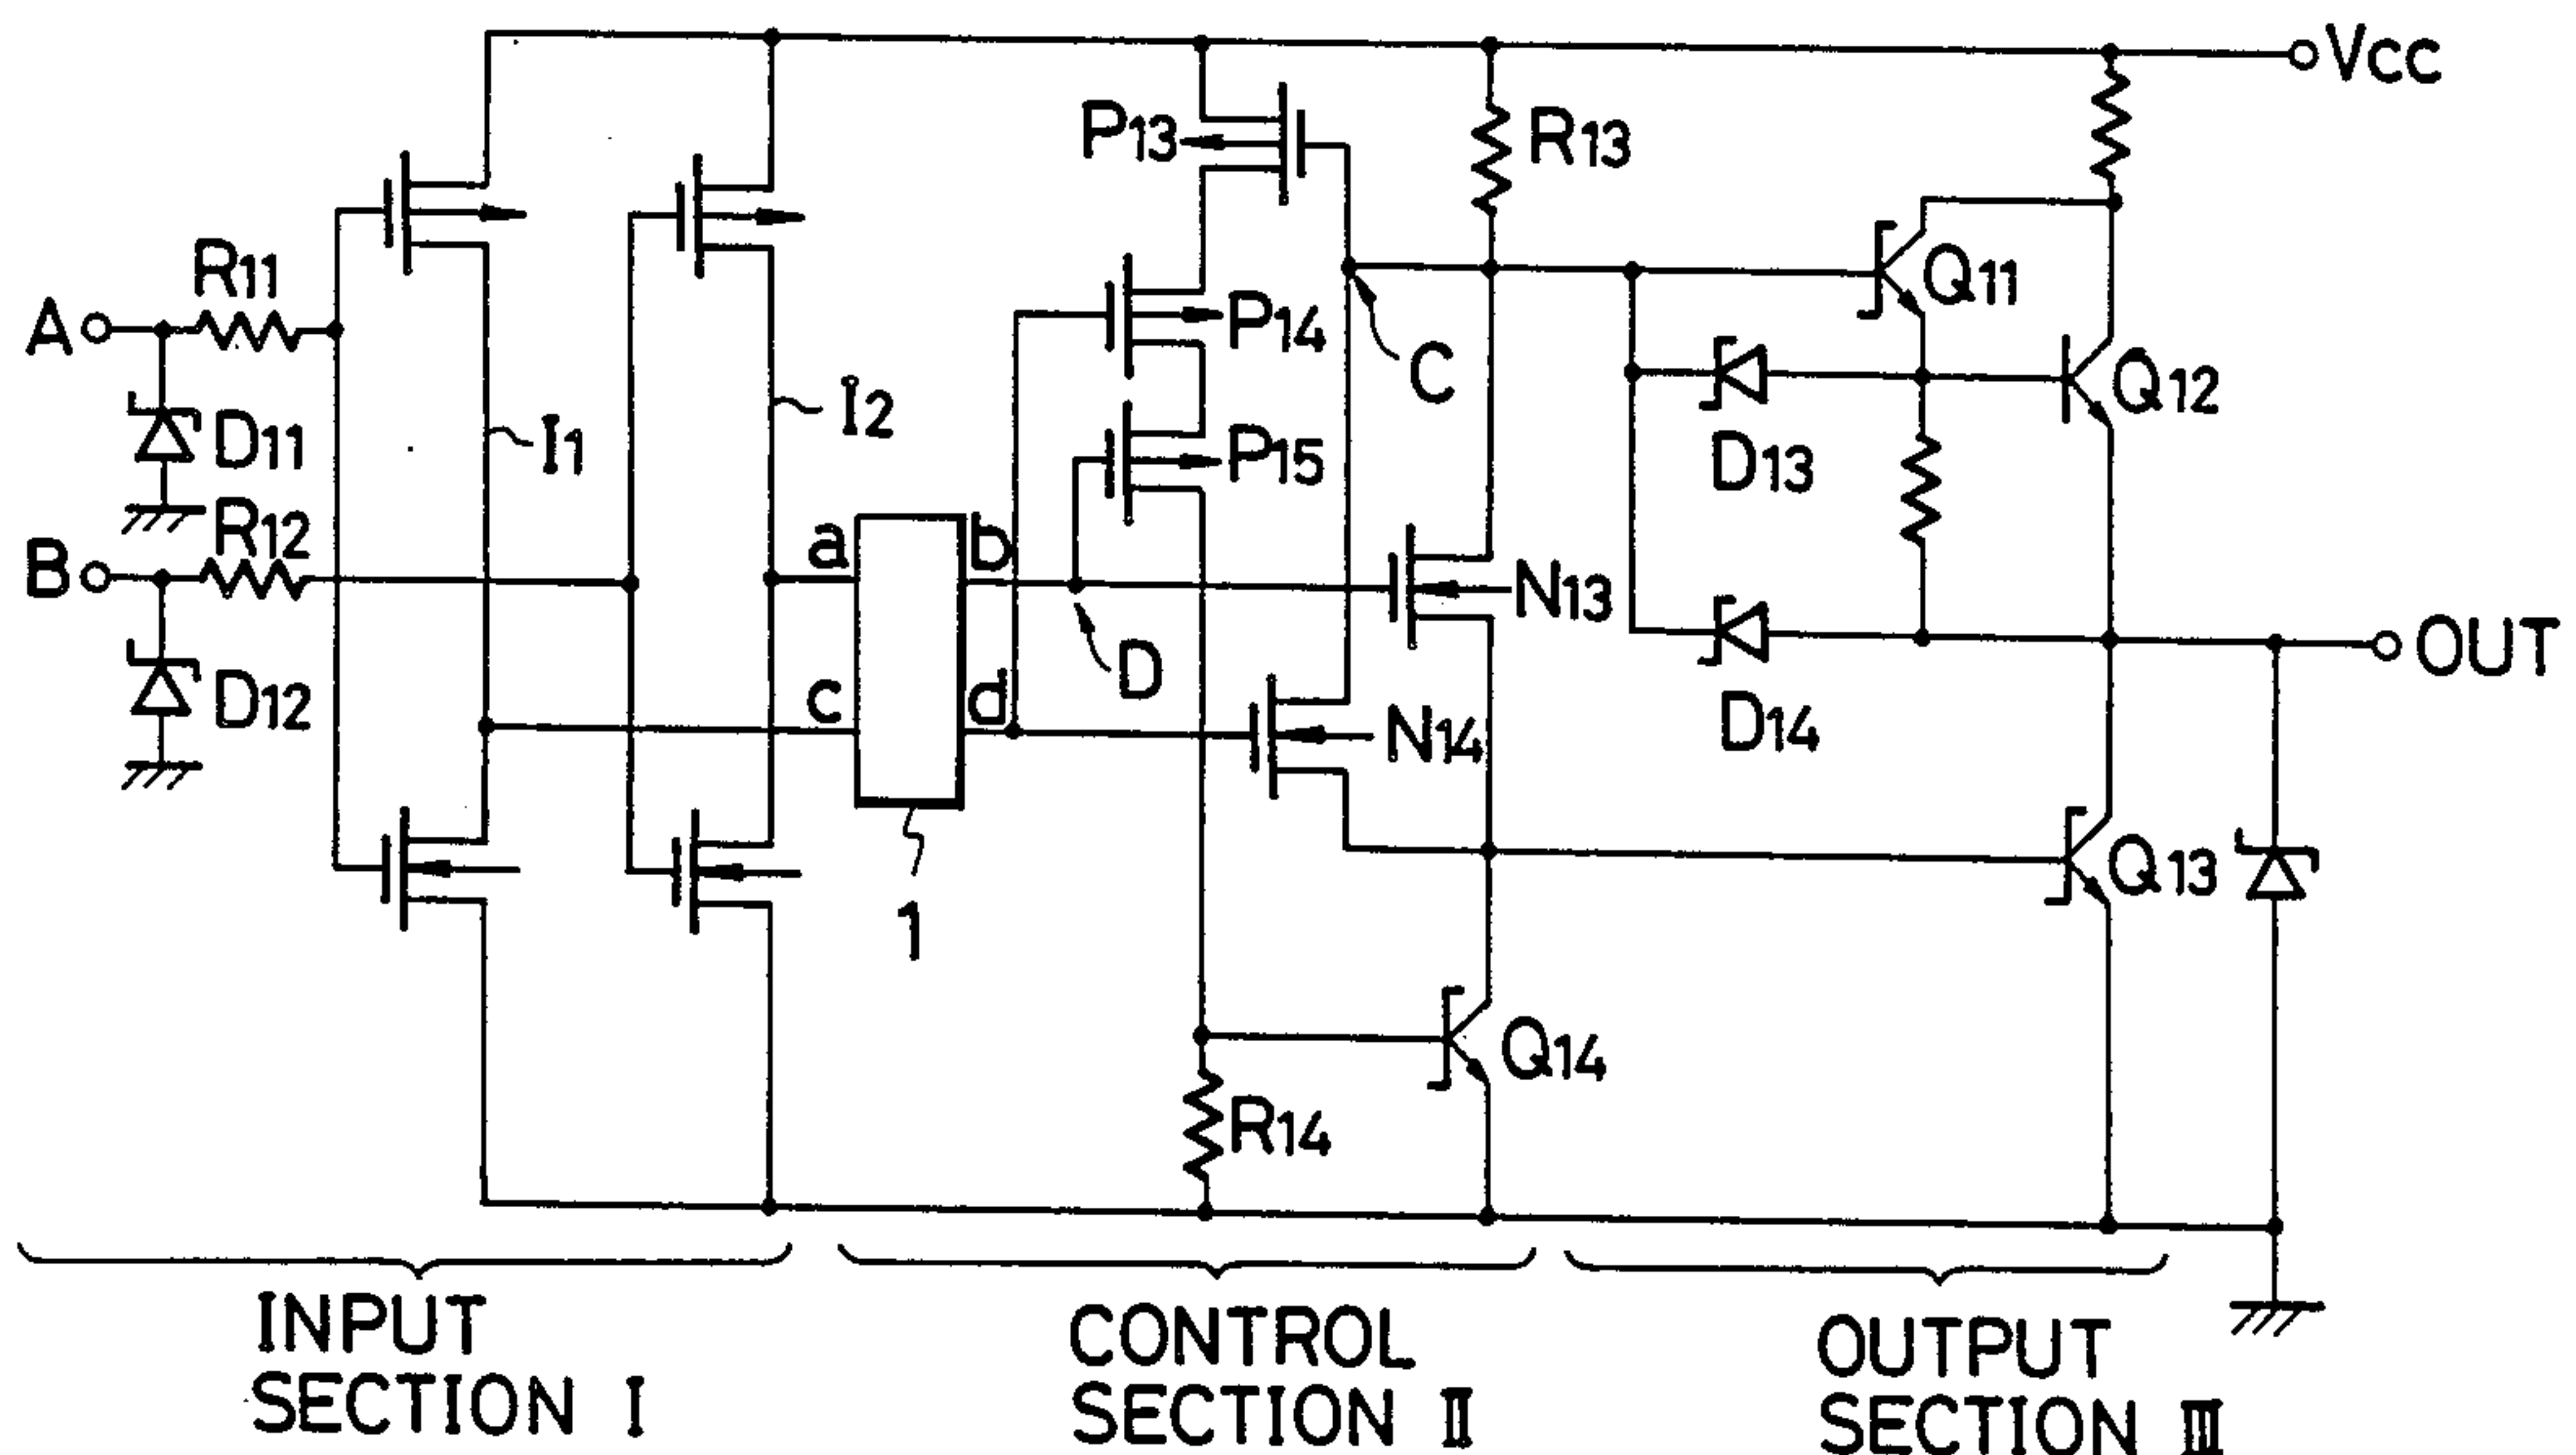 Vcc
P13
R13
R11
Q11
A
P14
C
Q12
D11
I1
I2
D13
P15
R12
B
a
b
N13
OUT
D
D12
c
d
N14
D14
Q13
1
Q14
R14
INPUT
SECTION I
CONTROL
SECTION II
OUTPUT
SECTION III